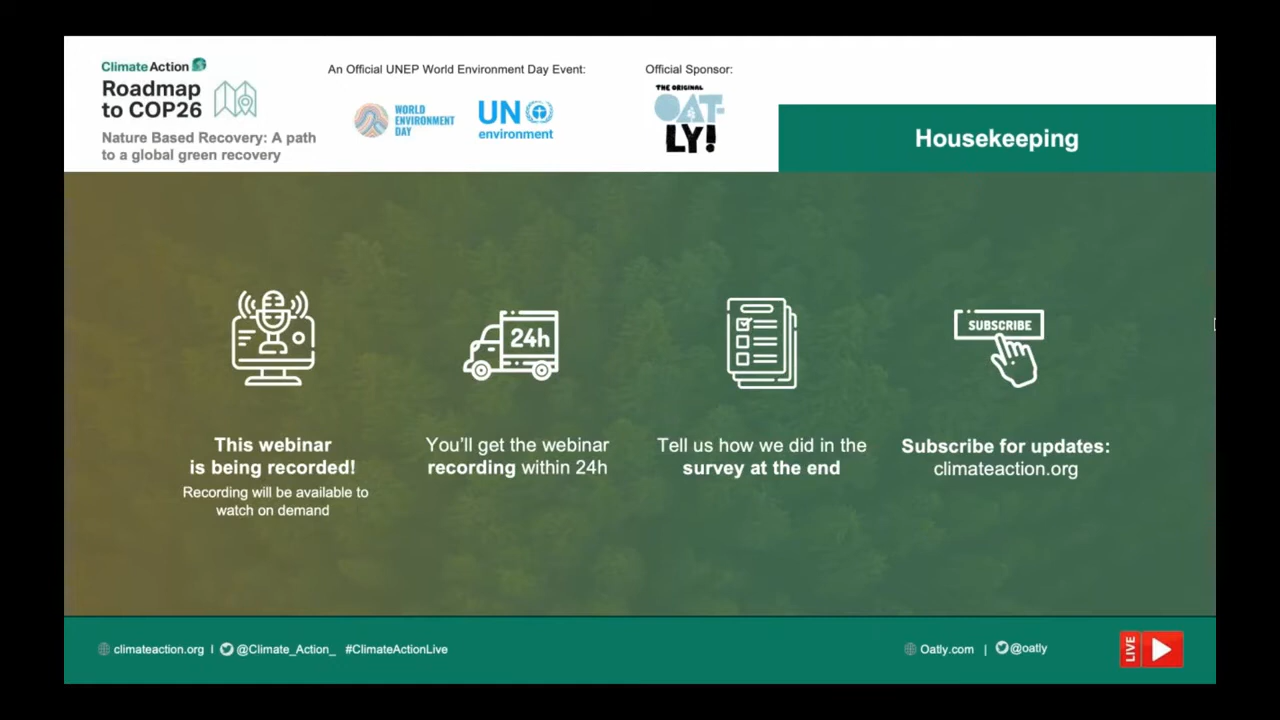 Climate Action
Roadmap
to COP26
Nature Based Recovery: A path
to a global green recovery
An Official UNEP World Environment Day Event:
WORLD
ENVIRONMENT
DAY
UN
environment
Official Sponsor:
THE ORIGINAL
OAT-
LY!
Housekeeping
24h
SUBSCRIBE
This webinar
is being recorded!
Recording will be available to
watch on demand
You'll get the webinar
recording within 24h
Tell us how we did in the
survey at the end
Subscribe for updates:
climateaction.org
climateaction.org I @Climate_Action_ #ClimateActionLive
Oatly.com | @oatly
LIVE